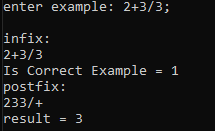 enter example: 2+3/3;
infix:
2+3/3
Is Correct Example = 1
postfix:
233/+
result = 3